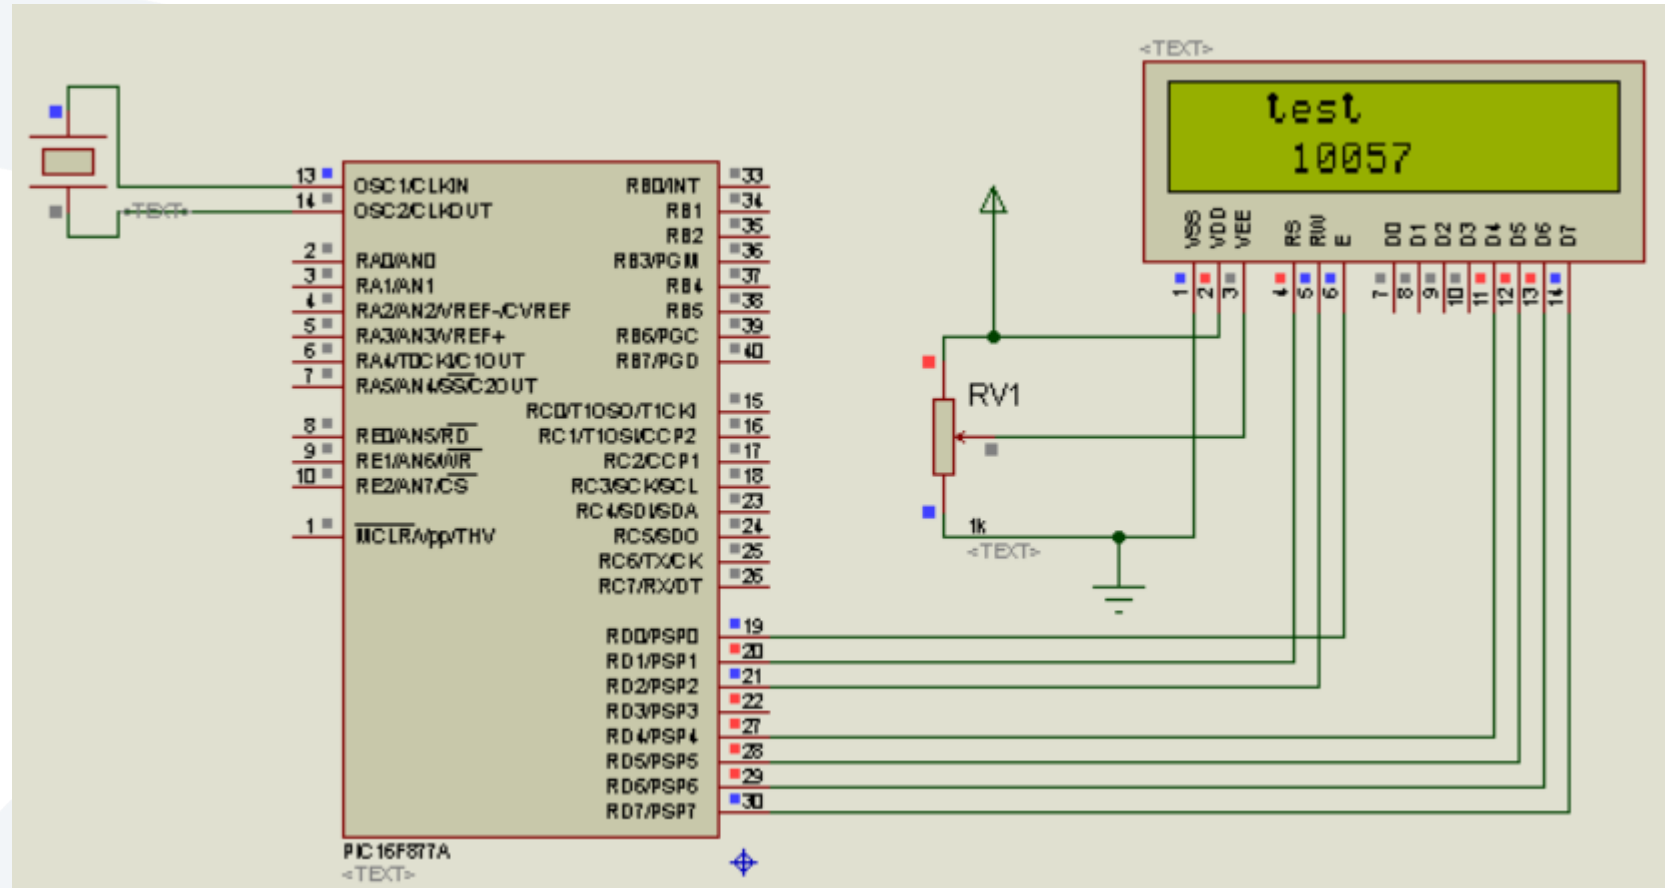 <TEXT>
test
10057
VSS VDD VEE RS RW E D0 D1 D2 D3 D4 D5 D6 D7
1 2 3 4 5 6 7 8 9 10 11 12 13 14
13 OSC1/CLKIN
14 OSC2/CLKOUT
<TEXT>
2 RA0/AN0
3 RA1/AN1
4 RA2/AN2/VREF-/CVREF
5 RA3/AN3/VREF+
6 RA4/T0CKI/C1OUT
7 RA5/AN4/SS/C2OUT
8 RE0/AN5/RD
9 RE1/AN6/WR
10 RE2/AN7/CS
1 MCLR/Vpp/THV
RB0/INT 33
RB1 34
RB2 35
RB3/PGM 36
RB4 37
RB5 38
RB6/PGC 39
RB7/PGD 40
RC0/T1OSO/T1CKI 15
RC1/T1OSI/CCP2 16
RC2/CCP1 17
RC3/SCK/SCL 18
RC4/SDI/SDA 23
RC5/SDO 24
RC6/TX/CK 25
RC7/RX/DT 26
RD0/PSP0 19
RD1/PSP1 20
RD2/PSP2 21
RD3/PSP3 22
RD4/PSP4 27
RD5/PSP5 28
RD6/PSP6 29
RD7/PSP7 30
PIC16F877A
<TEXT>
RV1
1k
<TEXT>